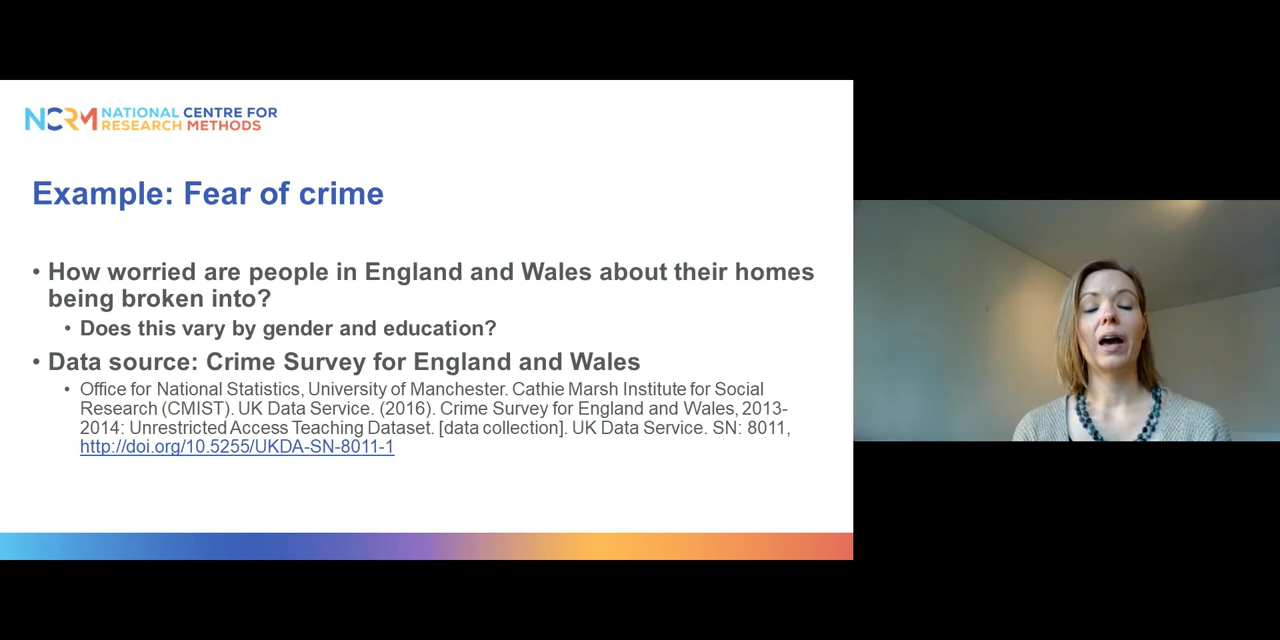 NCRM NATIONAL CENTRE FOR
RESEARCH METHODS
Example: Fear of crime
• How worried are people in England and Wales about their homes
being broken into?
• Does this vary by gender and education?
• Data source: Crime Survey for England and Wales
• Office for National Statistics, University of Manchester. Cathie Marsh Institute for Social
Research (CMIST). UK Data Service. (2016). Crime Survey for England and Wales, 2013-
2014: Unrestricted Access Teaching Dataset. [data collection]. UK Data Service. SN: 8011,
http://doi.org/10.5255/UKDA-SN-8011-1